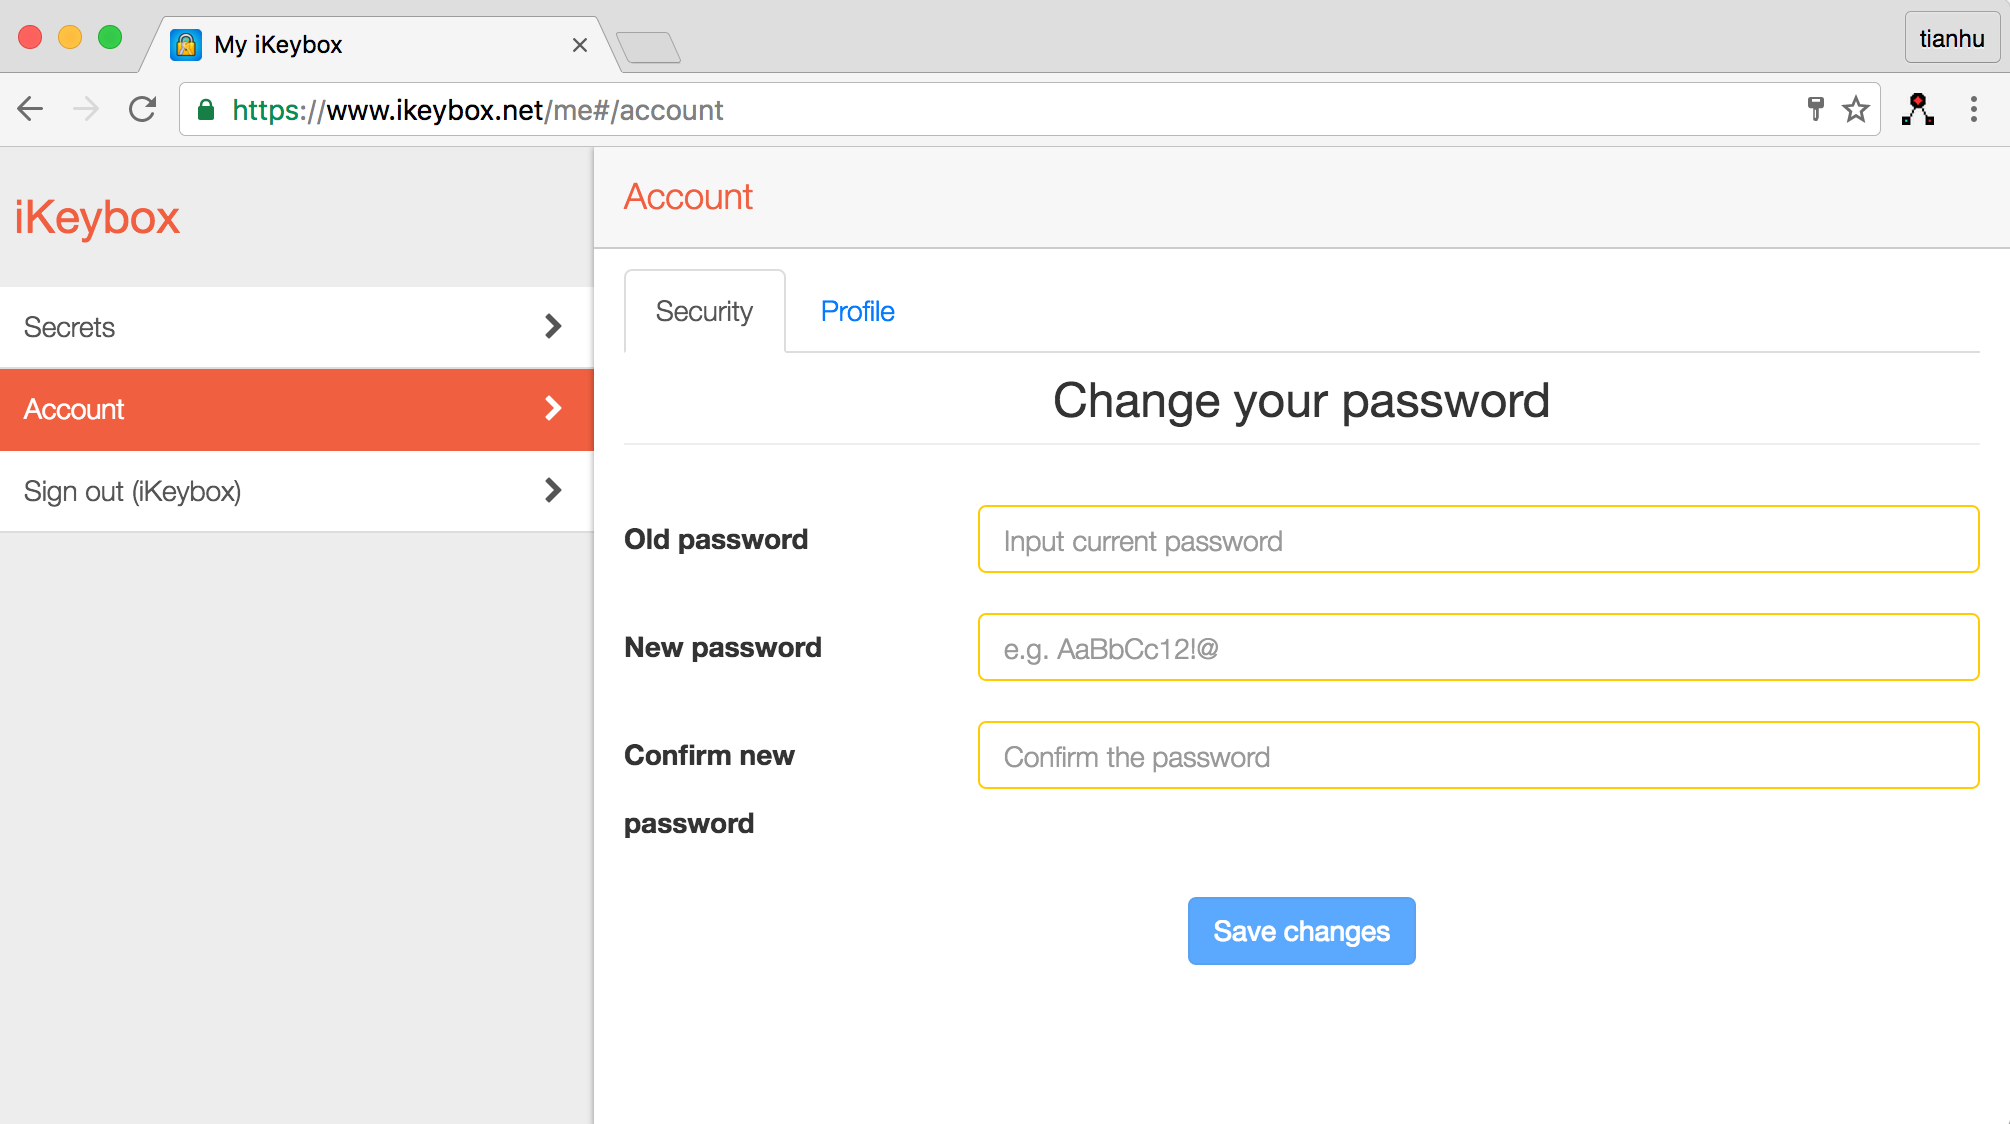 My iKeybox
tianhu
https://www.ikeybox.net/me#/account
iKeybox
Account
Secrets
Account
Sign out (iKeybox)
Security
Profile
Change your password
Old password
Input current password
New password
e.g. AaBbCc12!@
Confirm new
password
Confirm the password
Save changes